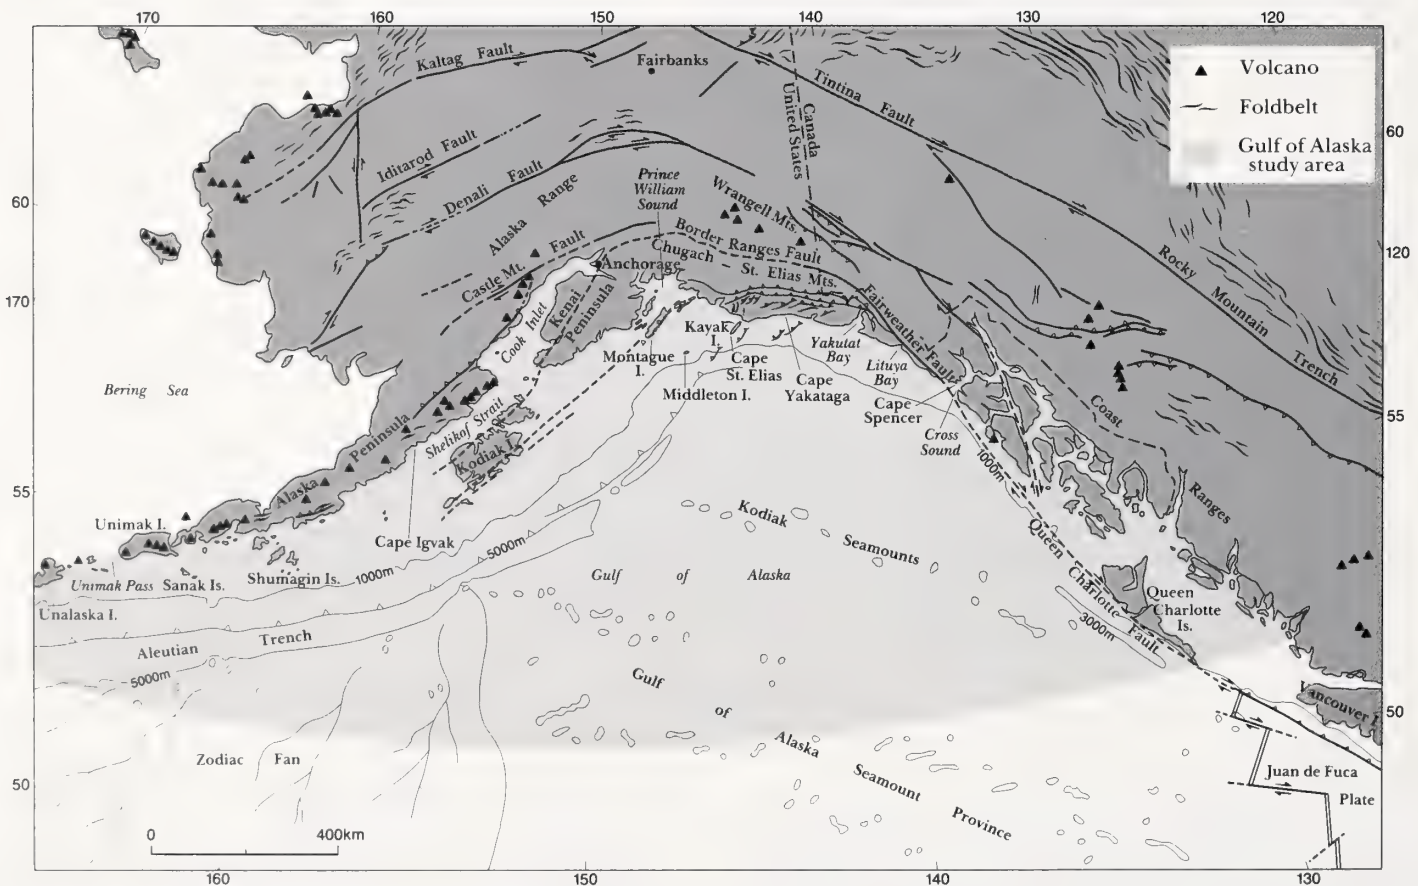 170
160
150
140
130
120
Kaltag Fault
Fairbanks
Tintina Fault
Canada
United States
Volcano
Foldbelt
Gulf of Alaska
study area
60
Iditarod Fault
Denali Fault
Alaska Range
Prince
William
Sound
Wrangell Mts.
60
Castle Mt. Fault
Border Ranges Fault
Chugach - St. Elias Mts.
Anchorage
Rocky Mountain Trench
120
170
Cook Inlet
Kenai
Peninsula
Kayak
I.
Yakutat
Bay
Fairweather Fault
Montague
I.
Cape
St. Elias
Lituya
Bay
Bering Sea
Middleton I.
Cape
Yakataga
Cape
Spencer
Coast Ranges
55
Alaska Peninsula
Shelikof Strait
Kodiak I.
Cross
Sound
1000m
55
Unimak I.
Cape Igvak
5000m
Kodiak Seamounts
Queen Charlotte Fault
Unimak Pass
Sanak Is.
Shumagin Is.
1000m
Gulf of Alaska
Queen
Charlotte
Is.
Unalaska I.
3000m
Aleutian Trench
5000m
Gulf of Alaska Seamount Province
Vancouver I.
50
Zodiac Fan
Juan de Fuca
Plate
50
0
400km
160
150
140
130